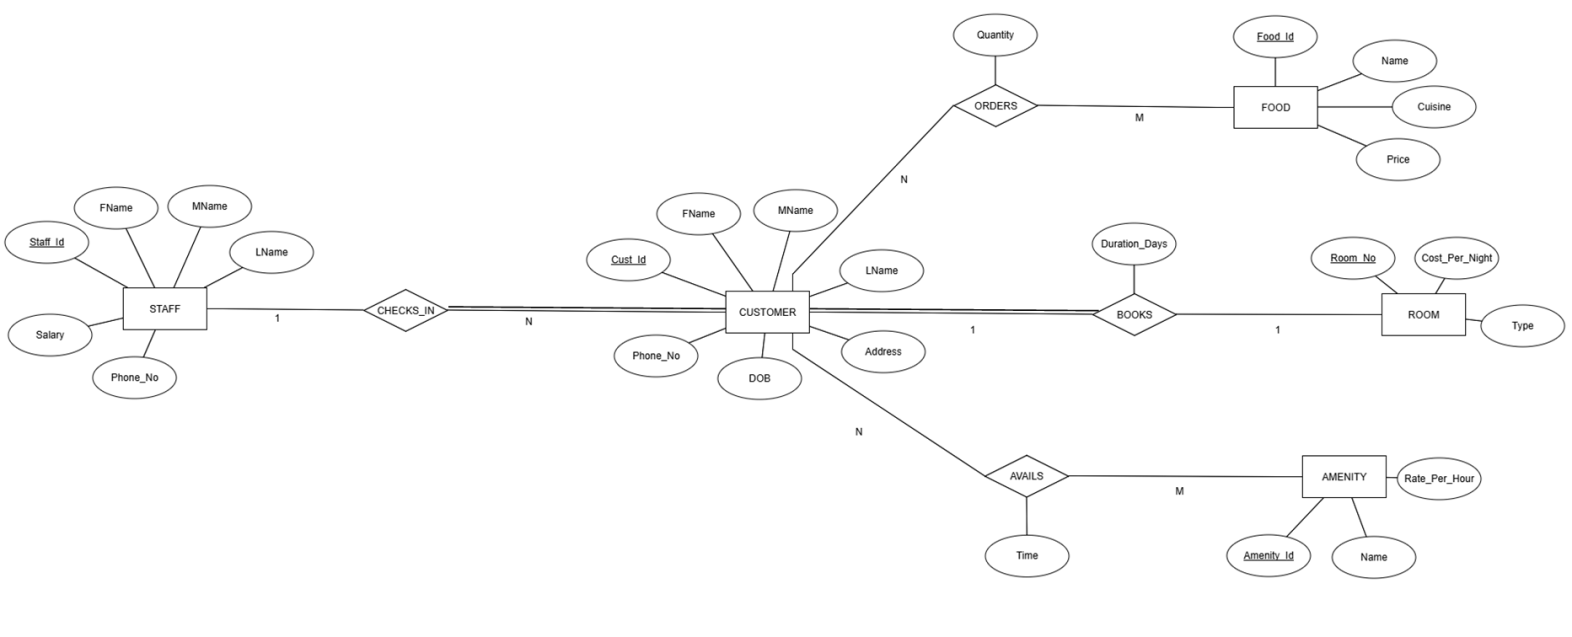 Quantity
Food_Id
Name
Cuisine
Price
ORDERS
M
FOOD
N
FName
MName
Staff_Id
LName
STAFF
Salary
Phone_No
1
CHECKS_IN
N
FName
MName
Cust_Id
LName
CUSTOMER
Phone_No
DOB
Address
Duration_Days
1
BOOKS
1
Room_No
Cost_Per_Night
ROOM
Type
N
AVAILS
M
Time
AMENITY
Rate_Per_Hour
Amenity_Id
Name